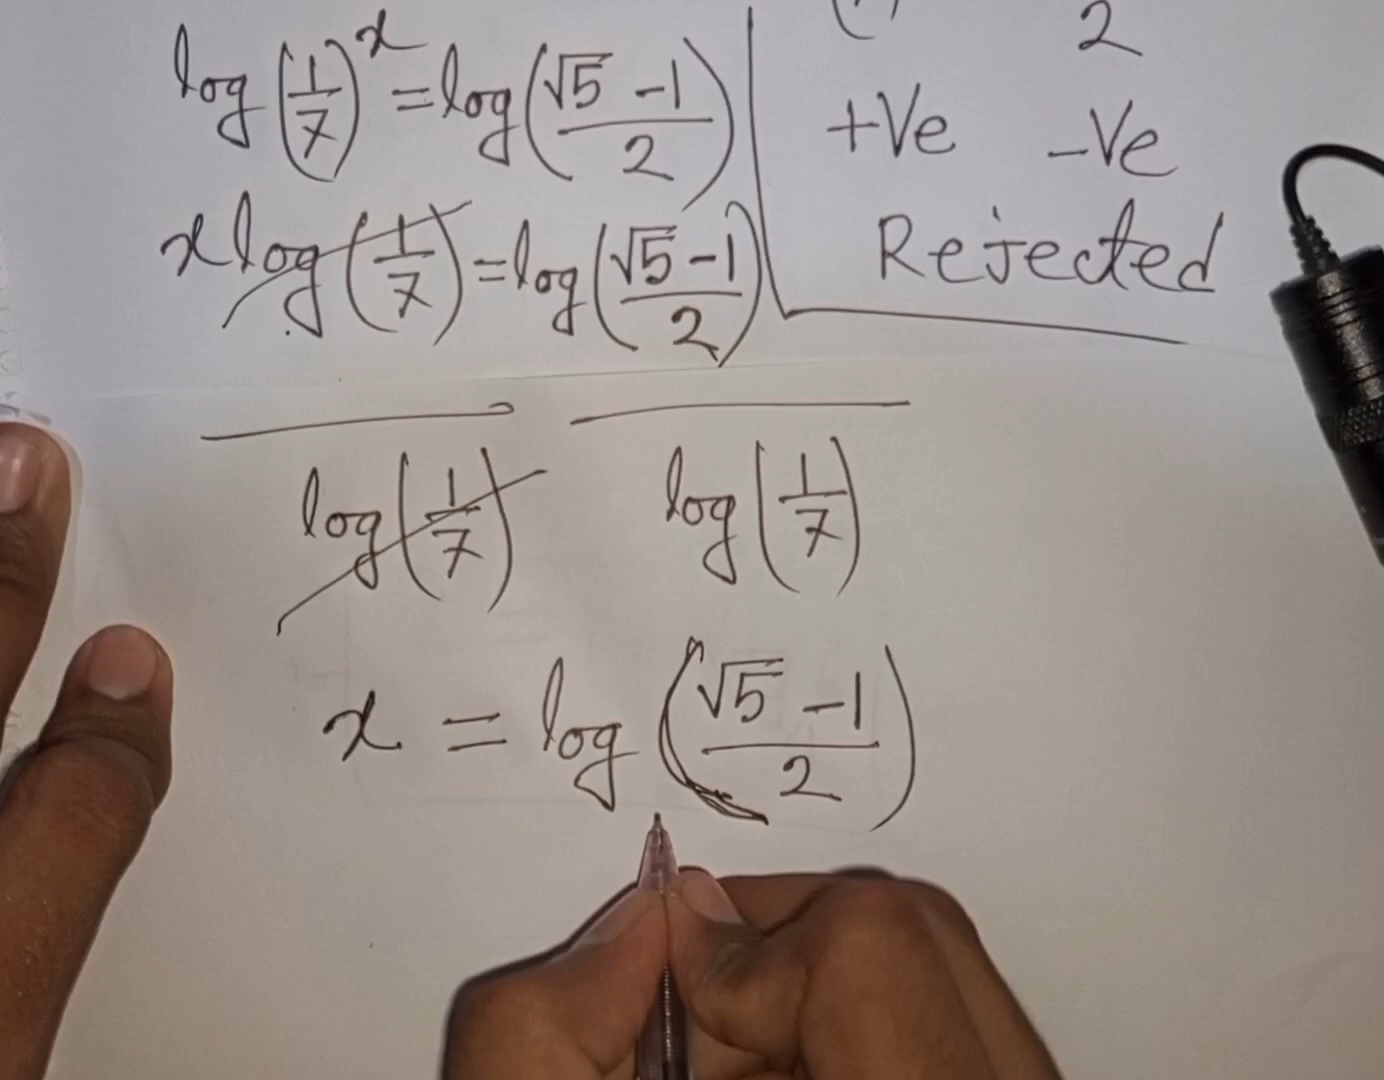 log(1/7)^x = log((√5 -1)/2)
x log(1/7) = log((√5 -1)/2)
log(1/7) log(1/7)
x = log((√5 -1)/2)
2
+Ve -Ve
Rejected